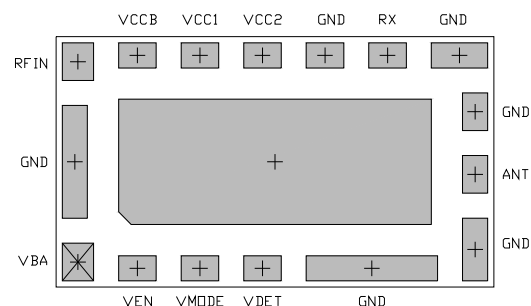 VCCB VCC1 VCC2 GND RX GND
RFIN
GND
GND
ANT
GND
VBA
VEN VMODE VDET GND